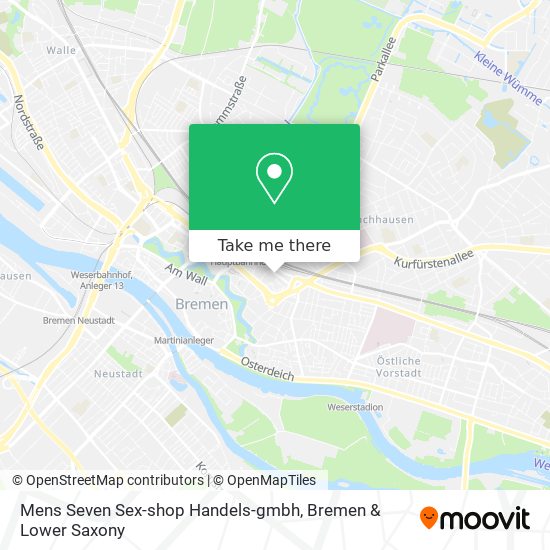 Walle
Nordstraße
mmstraße
Parkallee
Kleine Wümme
Take me there
chhausen
Hauptbahnh
Kurfürstenallee
Am Wall
Weserbahnhof,
Anleger 13
ausen
Bremen
Bremen Neustadt
Martinianleger
Neustadt
Osterdeich
Östliche
Vorstadt
Weserstadion
© OpenStreetMap contributors | © OpenMapTiles
Mens Seven Sex-shop Handels-gmbh, Bremen &
Lower Saxony
moovit